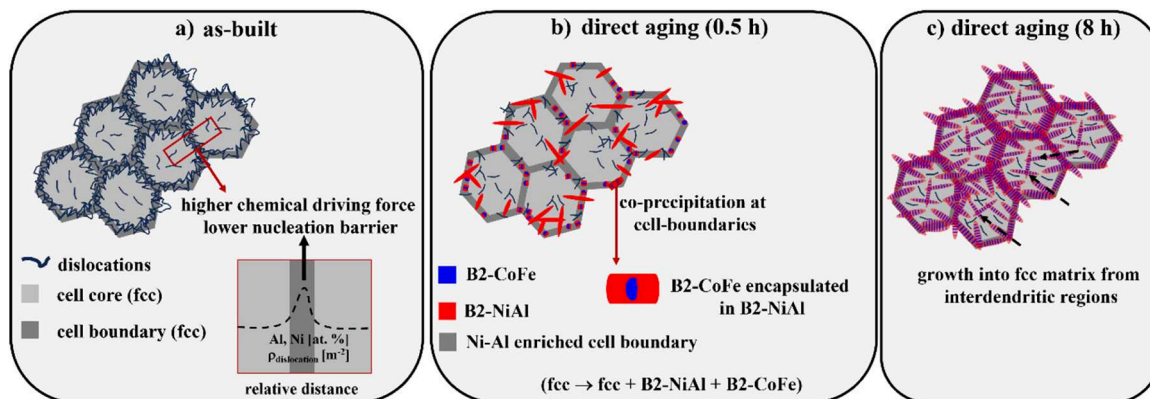 a) as-built
higher chemical driving force
lower nucleation barrier
dislocations
cell core (fcc)
cell boundary (fcc)
Al, Ni [at. %]
ρdislocation [m-2]
relative distance
b) direct aging (0.5 h)
co-precipitation at
cell-boundaries
B2-CoFe
B2-NiAl
B2-CoFe encapsulated
in B2-NiAl
Ni-Al enriched cell boundary
(fcc → fcc + B2-NiAl + B2-CoFe)
c) direct aging (8 h)
growth into fcc matrix from
interdendritic regions